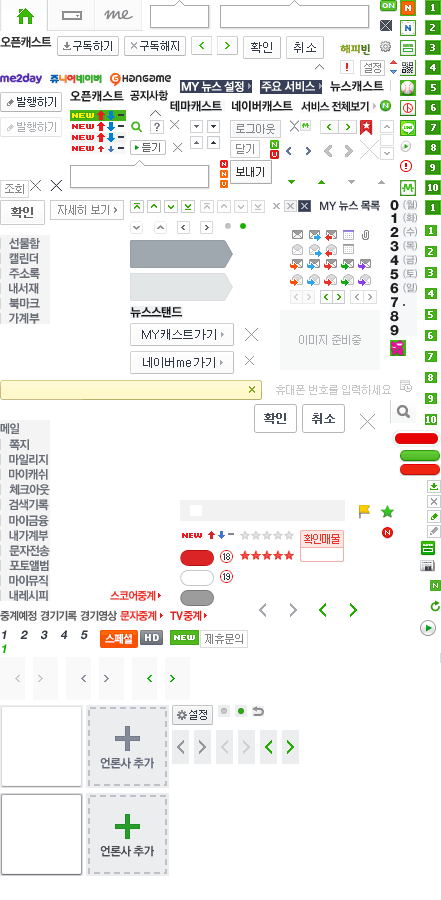 me
ON
N
1
2
오픈캐스트
구독하기
구독해지
확인
취소
해피빈
3
me2day
쥬니어네이버
HANGAME
설정
4
MY 뉴스 설정
주요 서비스
뉴스캐스트
5
발행하기
오픈캐스트
공지사항
테마캐스트
네이버캐스트
서비스 전체보기
N
6
NEW
발행하기
NEW
로그아웃
M
LINE
7
NEW
듣기
닫기
NU
8
NNU
보내기
9
조회
M
10
확인
자세히 보기
MY 뉴스 목록
0 (월)
1
1 (화)
선물함
2 (수)
2
캘린더
3 (목)
주소록
4 (금)
3
내서재
5 (토)
북마크
6 (일)
4
가계부
7 .
뉴스스탠드
8
5
MY캐스트가기
9
이미지 준비중
6
네이버me가기
7
휴대폰 번호를 입력하세요
8
확인
취소
9
10
메일
쪽지
마일리지
마이캐쉬
체크아웃
검색기록
마이금융
내가계부
문자전송
NEW
확인매물
N
포토앨범
18
마이뮤직
19
N
내레시피
스코어중계
중계예정
경기기록
경기영상
문자중계
TV중계
1 2 3 4 5
스페셜
HD
NEW
제휴문의
1
설정
언론사 추가
언론사 추가